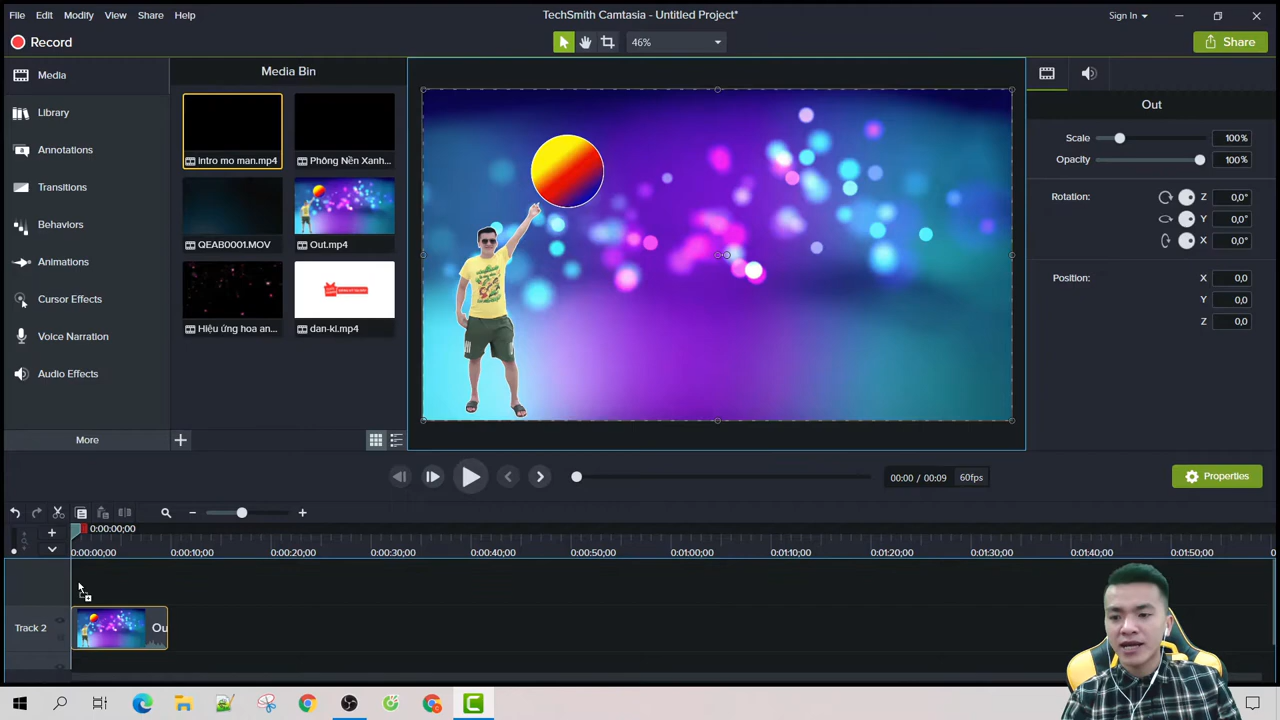 File Edit Modify View Share Help
TechSmith Camtasia - Untitled Project*
Sign In
Record
46%
Share
Media
Library
Annotations
Transitions
Behaviors
Animations
Cursor Effects
Voice Narration
Audio Effects
More
Media Bin
intro mo man.mp4
Phông Nền Xanh...
QEAB0001.MOV
Out.mp4
Hiệu ứng hoa an...
dan-ki.mp4
Out
Scale 100%
Opacity 100%
Rotation: Z 0,0°
Y 0,0°
X 0,0°
Position: X 0,0
Y 0,0
Z 0,0
00:00 / 00:09 60fps
Properties
0:00:00;00
0:00:00;00 0:00:10;00 0:00:20;00 0:00:30;00 0:00:40;00 0:00:50;00 0:01:00;00 0:01:10;00 0:01:20;00 0:01:30;00 0:01:40;00 0:01:50;00
Track 2
Ou